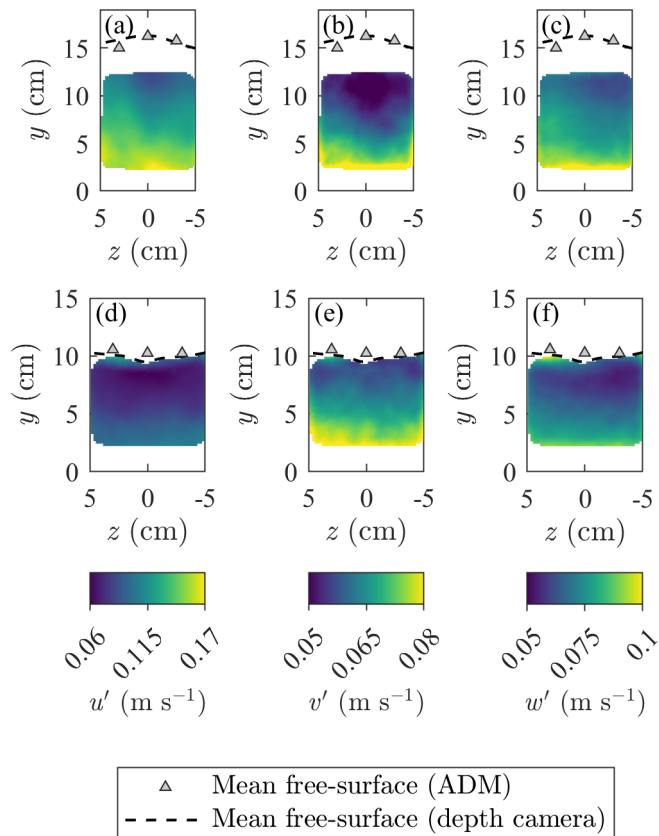 (a) (b) (c)
15 15 15
10 10 10
5 5 5
0 0 0
y (cm) y (cm) y (cm)
5 0 -5 5 0 -5 5 0 -5
z (cm) z (cm) z (cm)
(d) (e) (f)
15 15 15
10 10 10
5 5 5
0 0 0
y (cm) y (cm) y (cm)
5 0 -5 5 0 -5 5 0 -5
z (cm) z (cm) z (cm)
0.06 0.115 0.17 0.05 0.065 0.08 0.05 0.075 0.1
u′ (m s⁻¹) v′ (m s⁻¹) w′ (m s⁻¹)
Mean free-surface (ADM)
Mean free-surface (depth camera)